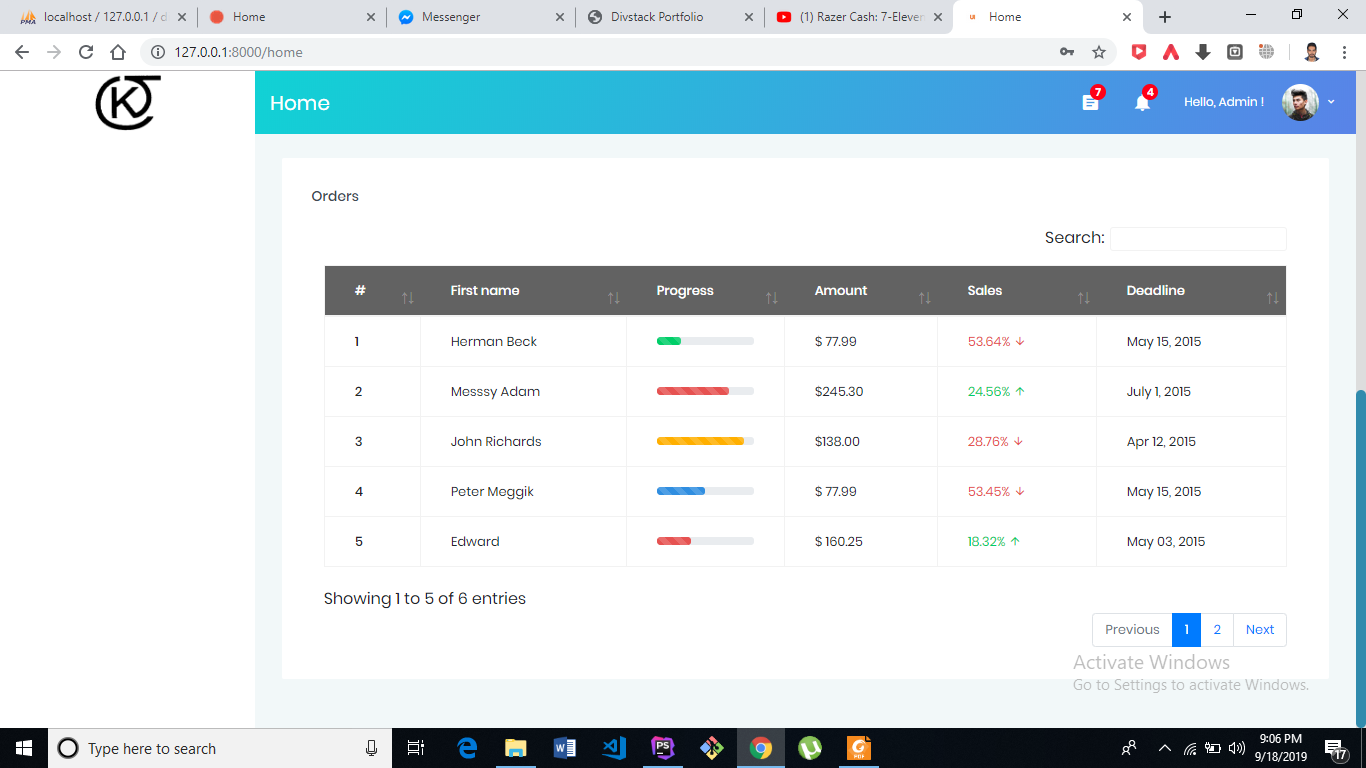 localhost / 127.0.0.1 / d
Home
Messenger
Divstack Portfolio
(1) Razer Cash: 7-Eleven
Home
127.0.0.1:8000/home
Home
7
4
Hello, Admin !
Orders
Search:
# First name Progress Amount Sales Deadline
1 Herman Beck $ 77.99 53.64% ↓ May 15, 2015
2 Messsy Adam $245.30 24.56% ↑ July 1, 2015
3 John Richards $138.00 28.76% ↓ Apr 12, 2015
4 Peter Meggik $ 77.99 53.45% ↓ May 15, 2015
5 Edward $ 160.25 18.32% ↑ May 03, 2015
Showing 1 to 5 of 6 entries
Previous 1 2 Next
Activate Windows
Go to Settings to activate Windows.
Type here to search
9:06 PM
9/18/2019
17